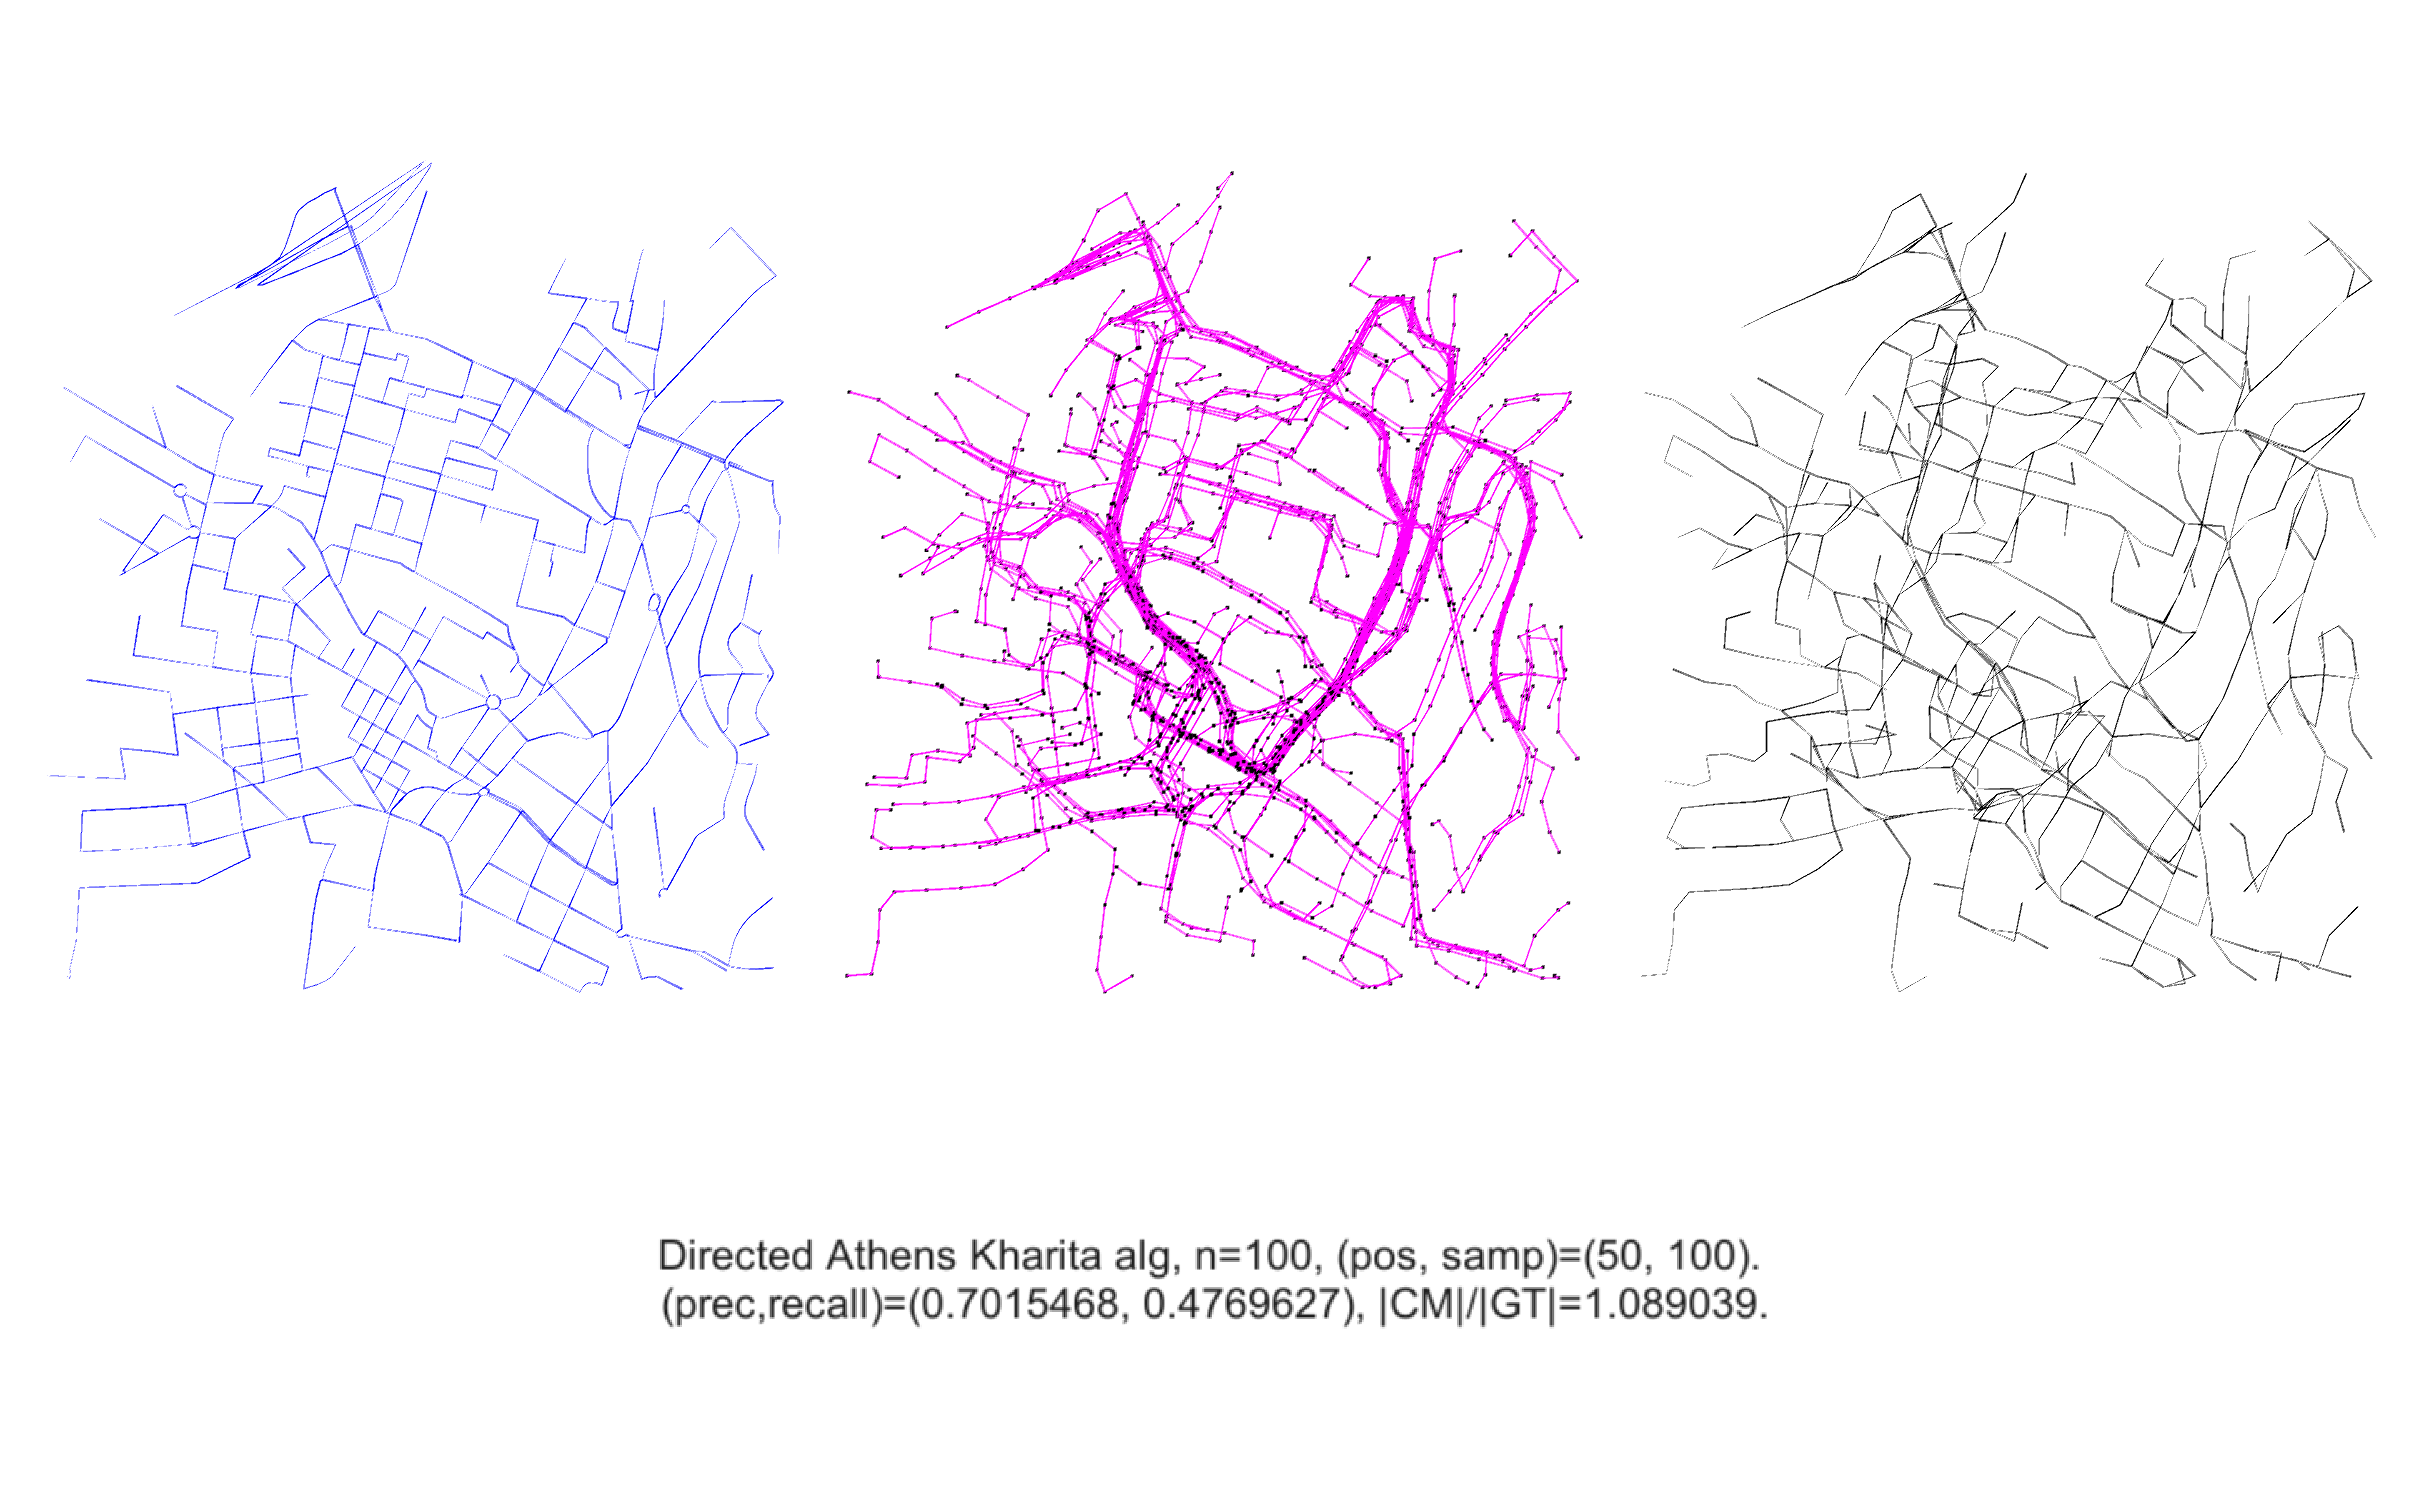 Directed Athens Kharita alg, n=100, (pos, samp)=(50, 100).
(prec,recall)=(0.7015468, 0.4769627), |CM|/|GT|=1.089039.